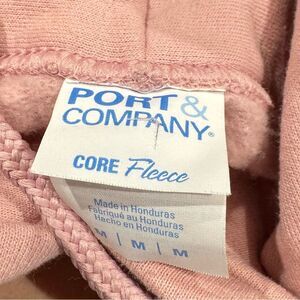 PORT &
COMPANY®
CORE Fleece
Made in Honduras
Fabriqué au Honduras
Hecho en Honduras
M | M | M